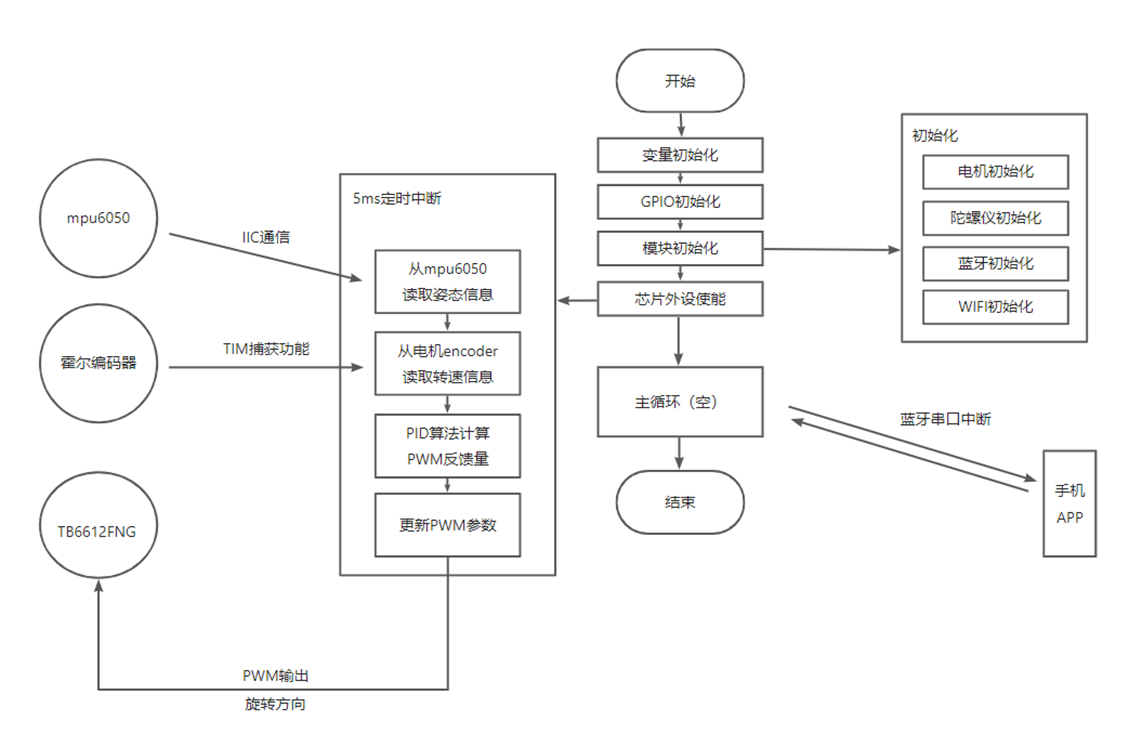 开始
变量初始化
GPIO初始化
模块初始化
芯片外设使能
主循环（空）
结束
初始化
电机初始化
陀螺仪初始化
蓝牙初始化
WIFI初始化
蓝牙串口中断
手机
APP
5ms定时中断
从mpu6050
读取姿态信息
从电机encoder
读取转速信息
PID算法计算
PWM反馈量
更新PWM参数
mpu6050
IIC通信
霍尔编码器
TIM捕获功能
TB6612FNG
PWM输出
旋转方向